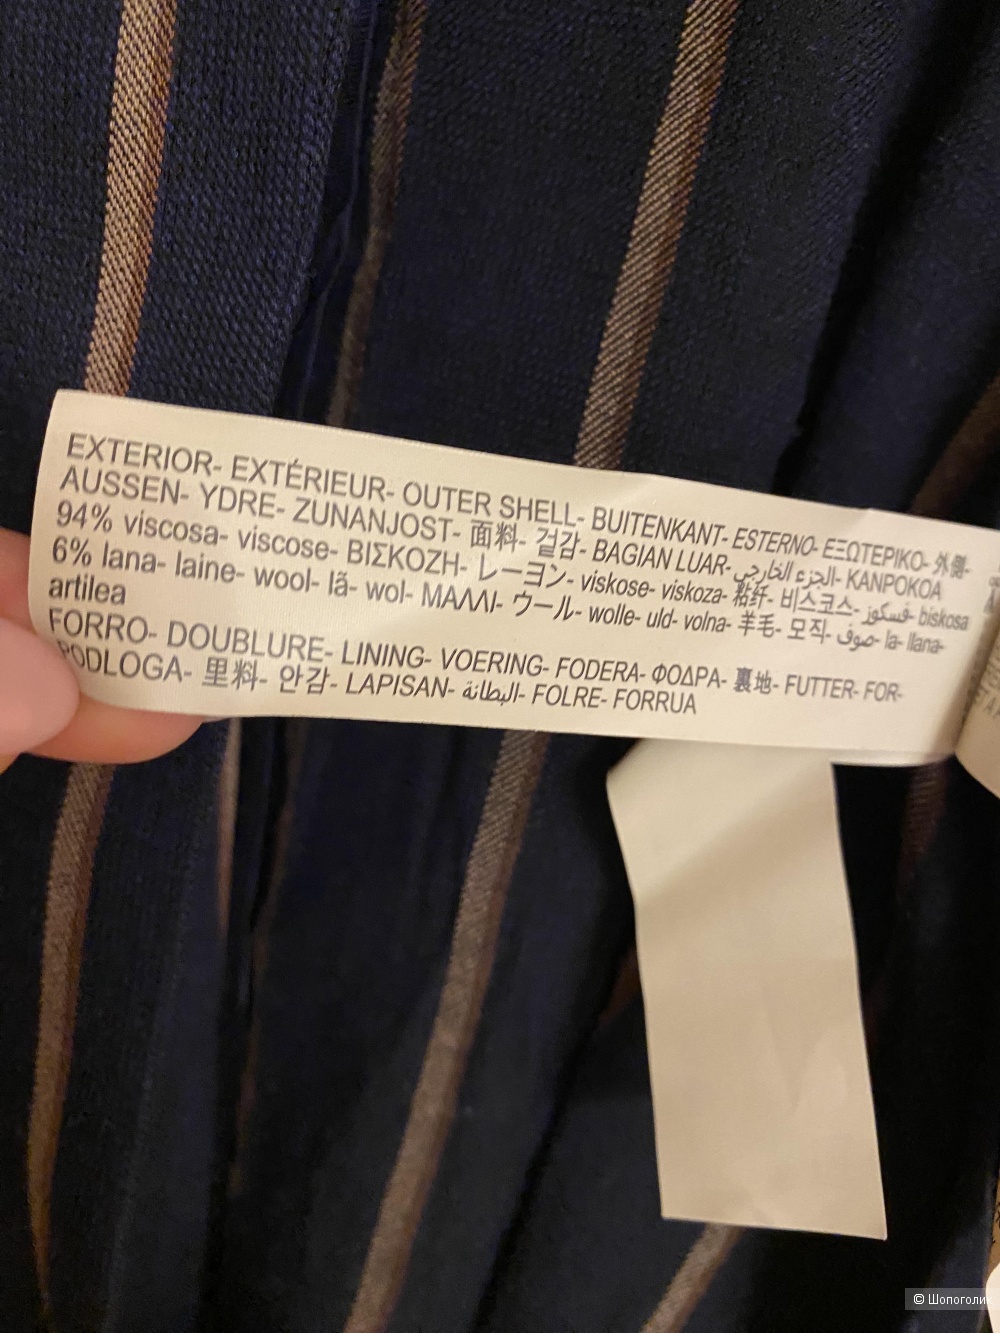 EXTERIOR- EXTÉRIEUR- OUTER SHELL- BUITENKANT- ESTERNO- ΕΞΩΤΕΡΙΚΟ- 外側-
AUSSEN- YDRE- ZUNANJOST- 面料- 겉감- BAGIAN LUAR- الجزء الخارجي- KANPOKOA
94% viscosa- viscose- ΒΙΣΚΟΖΗ- レーヨン- viskose- viskoza- 粘纤- 비스코스- فسكوز- biskosa
6% lana- laine- wool- lã- wol- ΜΑΛΛΙ- ウール- wolle- uld- volna- 羊毛- 모직- صوف- la- llana-
artilea
FORRO- DOUBLURE- LINING- VOERING- FODERA- ΦΟΔΡΑ- 裏地- FUTTER- FOR-
PODLOGA- 里料- 안감- LAPISAN- البطانة- FOLRE- FORRUA
© Шопоголик